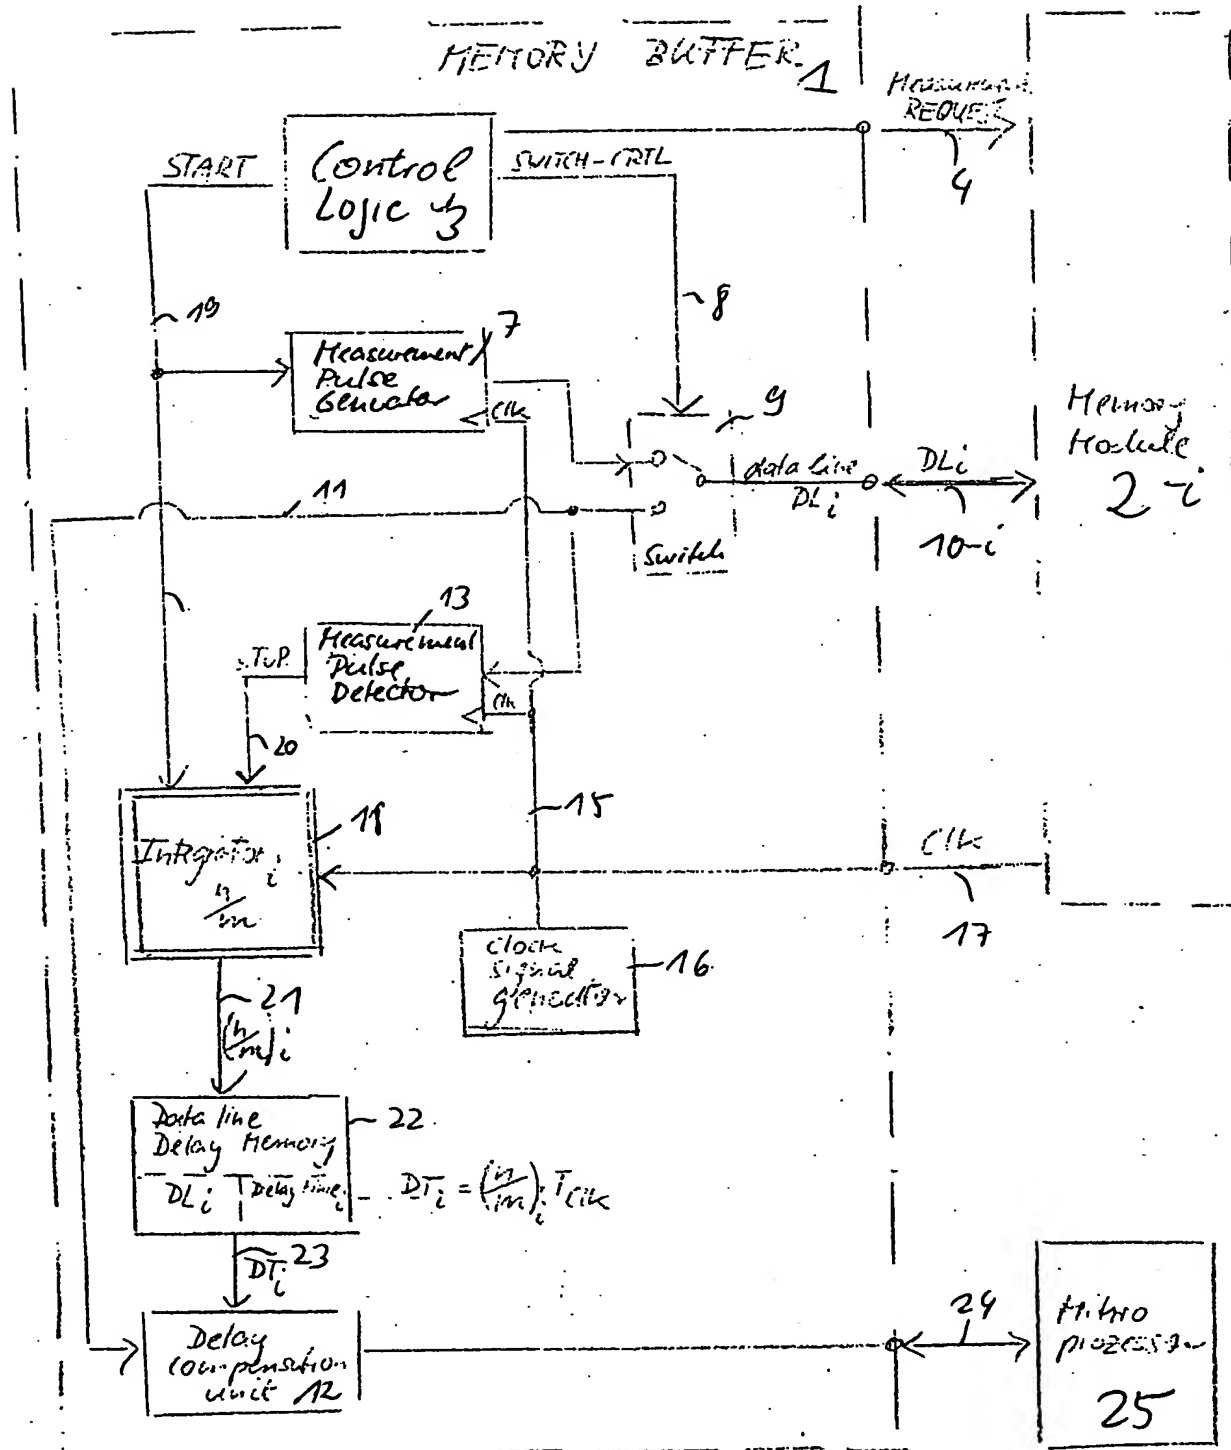 MEMORY BUFFER 1
Measurement
REQUEST
4
START
Control
Logic 3
SWITCH-CRTL
19
8
7
Measurement
Pulse
Generator
Clk
9
data line
DLi
Switch
DLi
10-i
Memory
Module
2-i
11
13
Measurement
Pulse
Detector
Clk
20
15
Integrator i
n/m
Clk
17
Clock
signal
generator
16
21
(n/m)i
Data line
Delay Memory
22
DLi Delay time i
DTi = (n/m)i TClk
23
DTi
Delay
compensation
unit 12
24
Mikro
prozessor
25